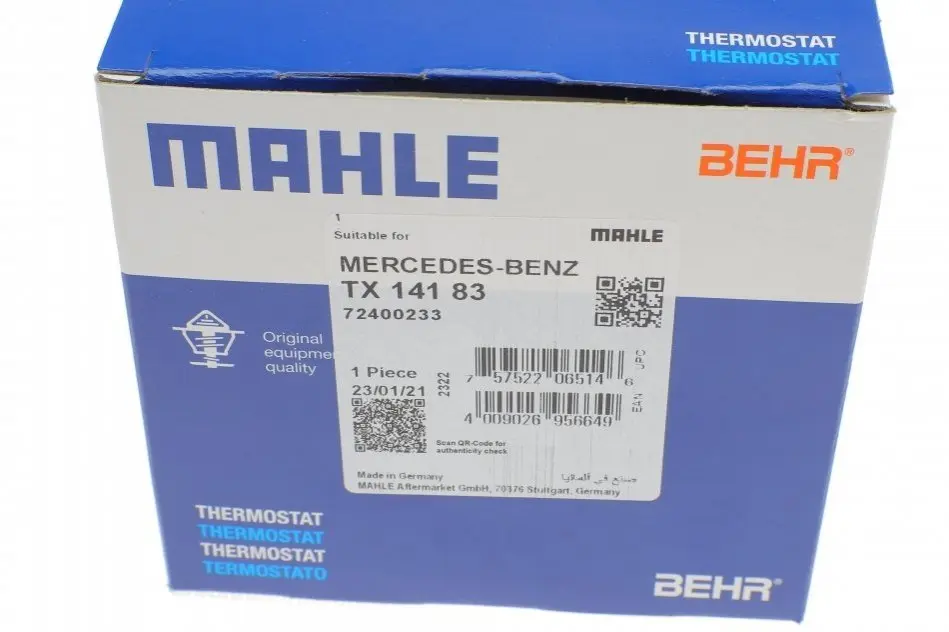 THERMOSTAT
THERMOSTAT
MAHLE
BEHR®
1
Suitable for
MAHLE
MERCEDES-BENZ
TX 141 83
72400233
Original
equipme
quality
1 Piece
23/01/21
2322
7 57522 06514 6
UPC
4 009026 956649
EAN
Scan QR-Code for
authenticity check
Made in Germany
صنع في ألمانيا
MAHLE Aftermarket GmbH, 70376 Stuttgart, Germany
THERMOSTAT
THERMOSTAT
THERMOSTAT
TERMOSTATO
BEHR®